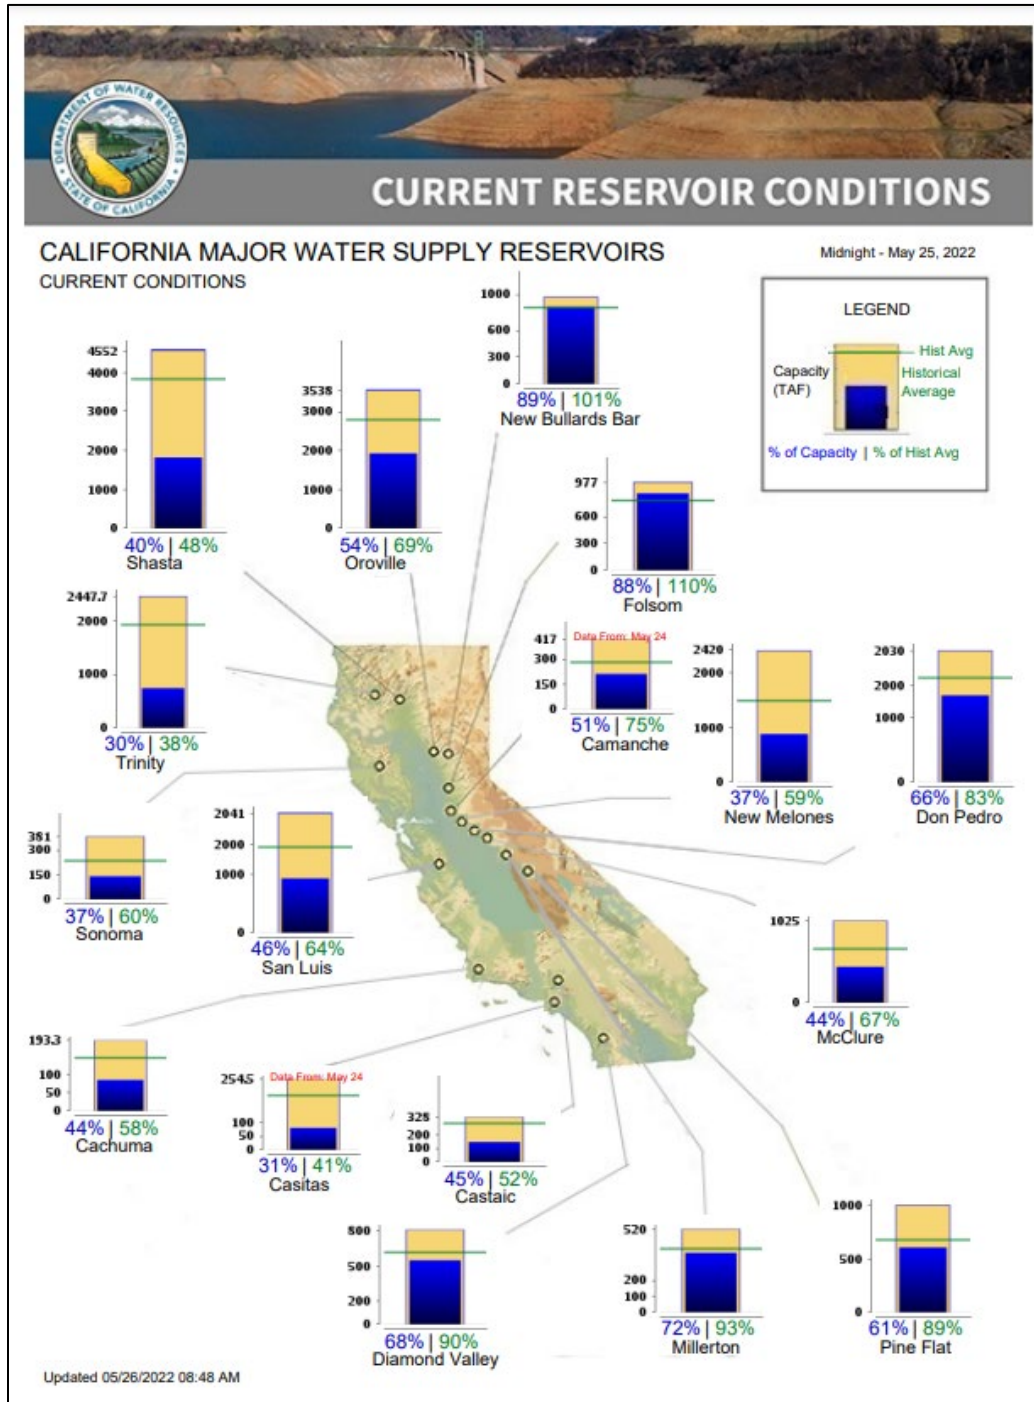 DEPARTMENT OF WATER RESOURCES
STATE OF CALIFORNIA
CURRENT RESERVOIR CONDITIONS
CALIFORNIA MAJOR WATER SUPPLY RESERVOIRS
CURRENT CONDITIONS
Midnight - May 25, 2022
LEGEND
Capacity
(TAF)
Hist Avg
Historical
Average
% of Capacity | % of Hist Avg
4552
4000
3000
2000
1000
0
40% | 48%
Shasta
3538
3000
2000
1000
0
54% | 69%
Oroville
1000
600
300
0
89% | 101%
New Bullards Bar
977
600
300
0
88% | 110%
Folsom
2447.7
2000
1000
0
30% | 38%
Trinity
417
300
150
0
Data From: May 24
51% | 75%
Camanche
2420
2000
1000
0
37% | 59%
New Melones
2030
2000
1000
0
66% | 83%
Don Pedro
381
300
150
0
37% | 60%
Sonoma
2041
2000
1000
0
46% | 64%
San Luis
1025
0
44% | 67%
McClure
193.3
100
50
0
44% | 58%
Cachuma
254.5
100
50
0
Data From: May 24
31% | 41%
Casitas
325
200
100
0
45% | 52%
Castaic
800
500
200
0
68% | 90%
Diamond Valley
520
200
100
0
72% | 93%
Millerton
1000
500
0
61% | 89%
Pine Flat
Updated 05/26/2022 08:48 AM